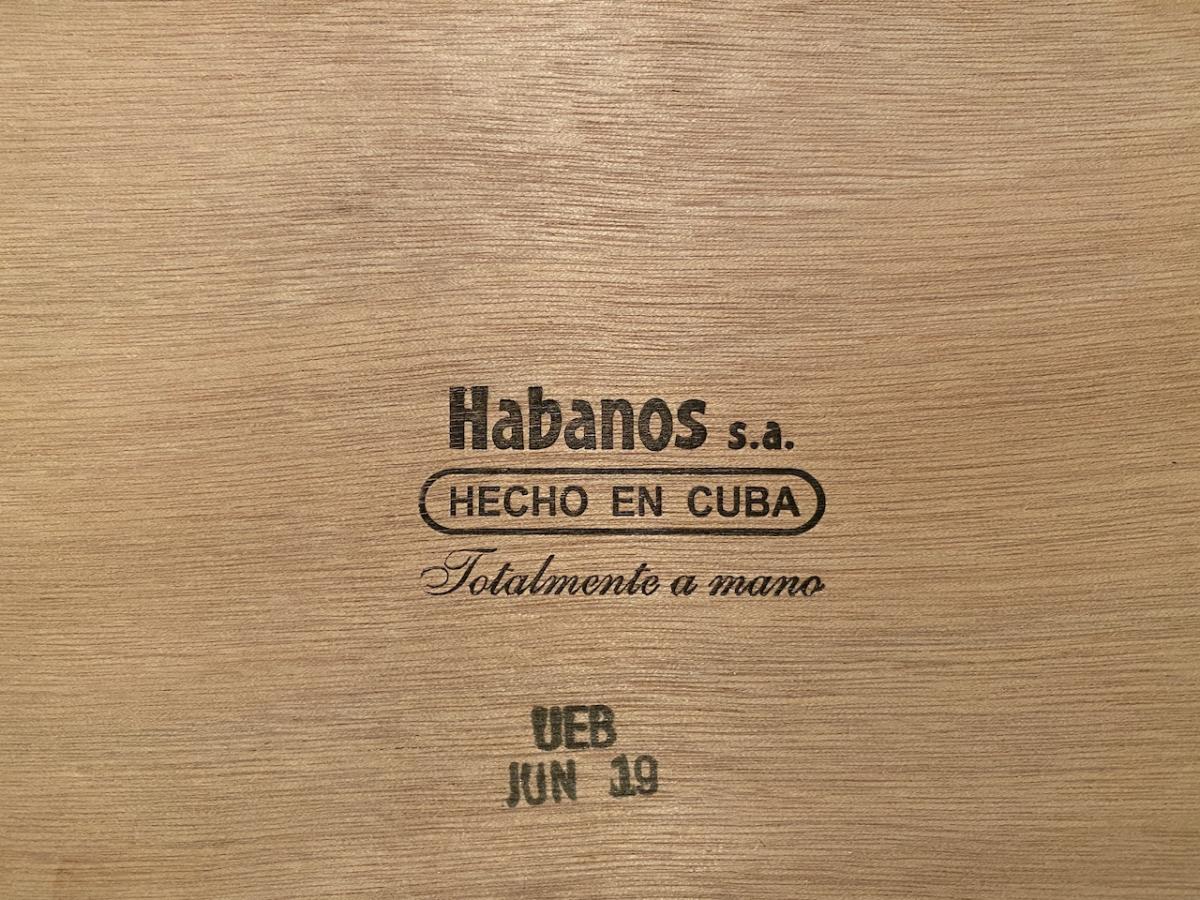 Habanos s.a.
HECHO EN CUBA
Totalmente a mano
UEB
JUN 19